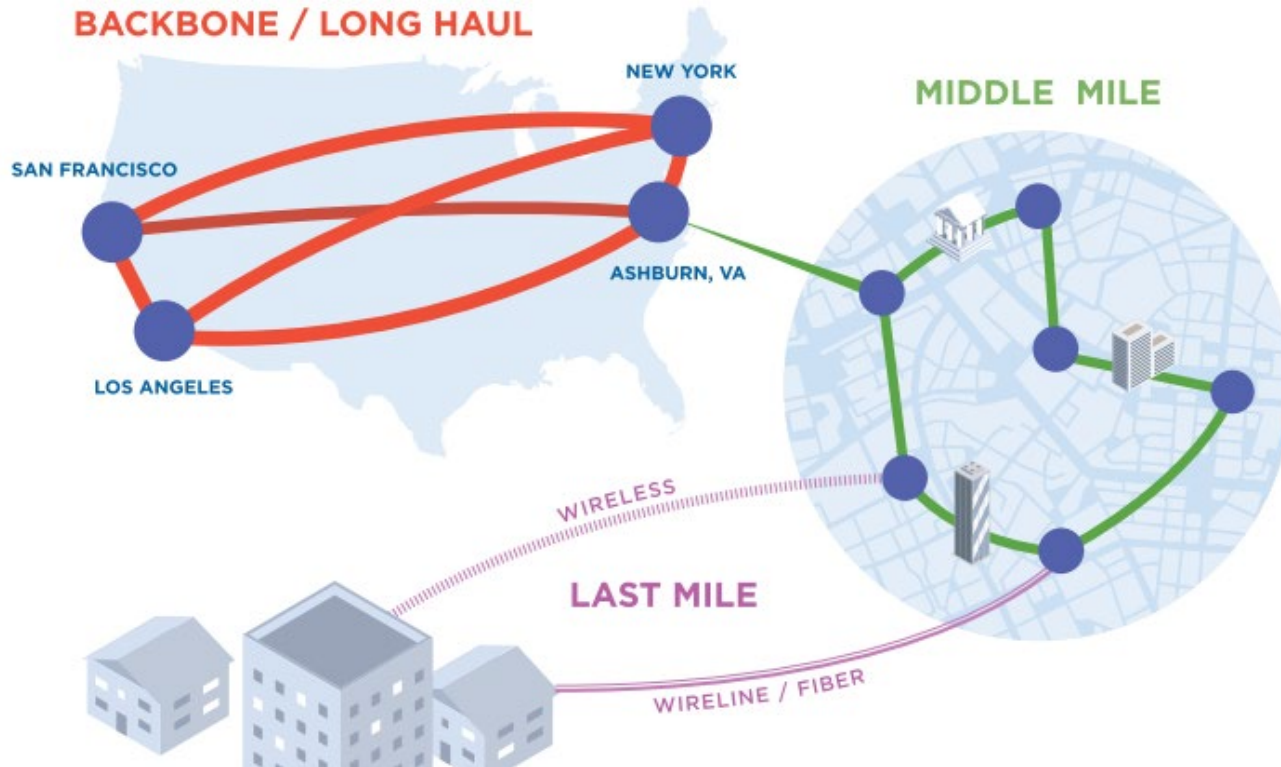 BACKBONE / LONG HAUL
NEW YORK
MIDDLE MILE
SAN FRANCISCO
ASHBURN, VA
LOS ANGELES
WIRELESS
LAST MILE
WIRELINE / FIBER